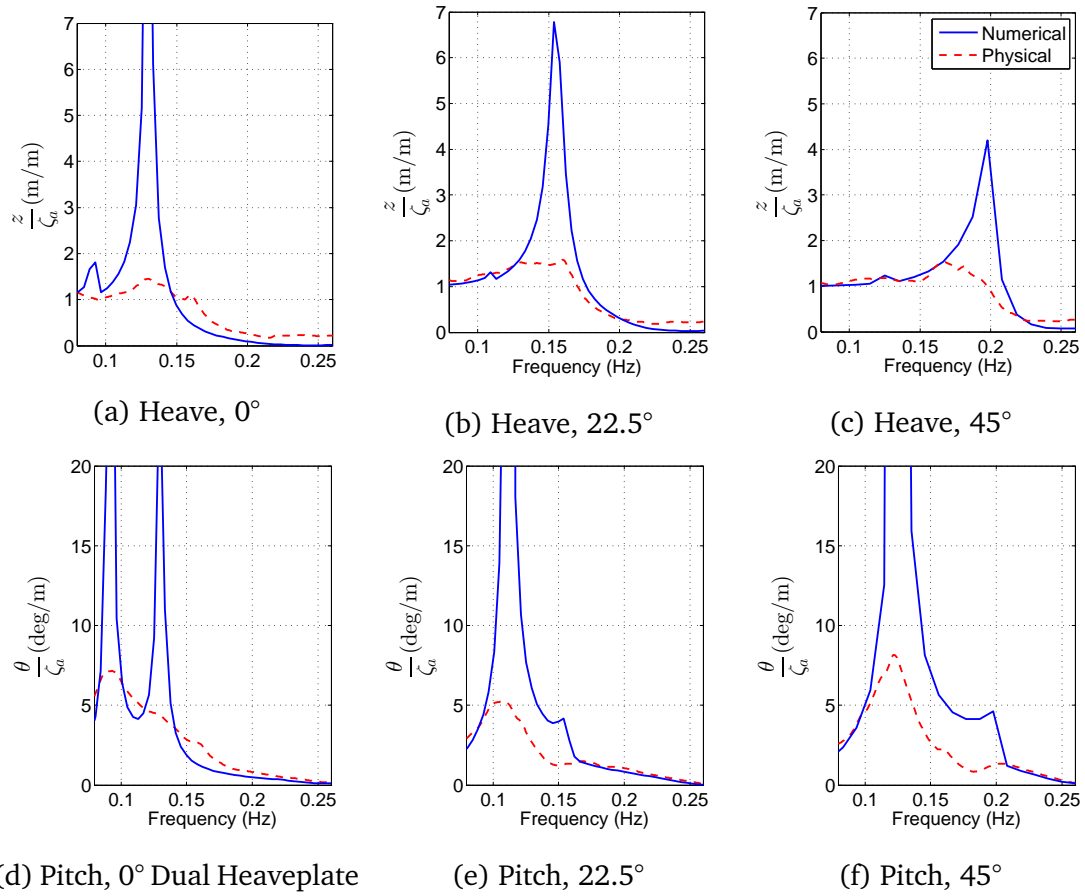 7
6
5
4
3
2
1
0
0.1 0.15 0.2 0.25
z/ζₐ (m/m)
Frequency (Hz)
(a) Heave, 0°
7
6
5
4
3
2
1
0
0.1 0.15 0.2 0.25
z/ζₐ (m/m)
Frequency (Hz)
(b) Heave, 22.5°
7
6
5
4
3
2
1
0
0.1 0.15 0.2 0.25
z/ζₐ (m/m)
Frequency (Hz)
Numerical
Physical
(c) Heave, 45°
20
15
10
5
0
0.1 0.15 0.2 0.25
θ/ζₐ (deg/m)
Frequency (Hz)
(d) Pitch, 0° Dual Heaveplate
20
15
10
5
0
0.1 0.15 0.2 0.25
θ/ζₐ (deg/m)
Frequency (Hz)
(e) Pitch, 22.5°
20
15
10
5
0
0.1 0.15 0.2 0.25
θ/ζₐ (deg/m)
Frequency (Hz)
(f) Pitch, 45°